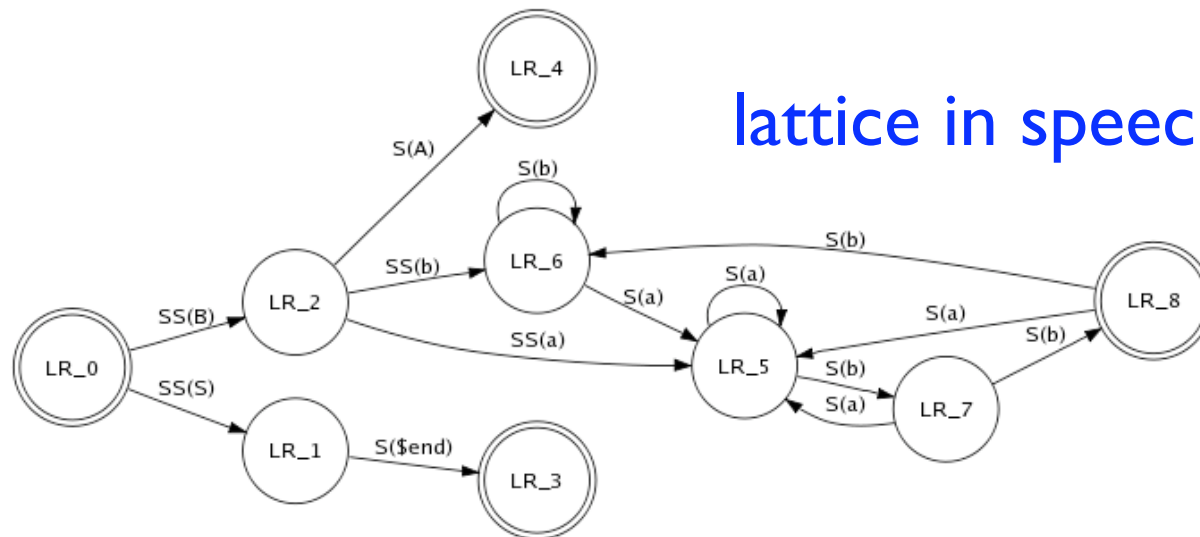 LR_4
lattice in speec
S(A)
S(b)
S(b)
LR_6
SS(b)
S(a)
LR_2
S(a)
LR_8
SS(B)
S(a)
SS(a)
S(b)
LR_0
LR_5
S(b)
SS(S)
S(a)
LR_7
LR_1
S($end)
LR_3